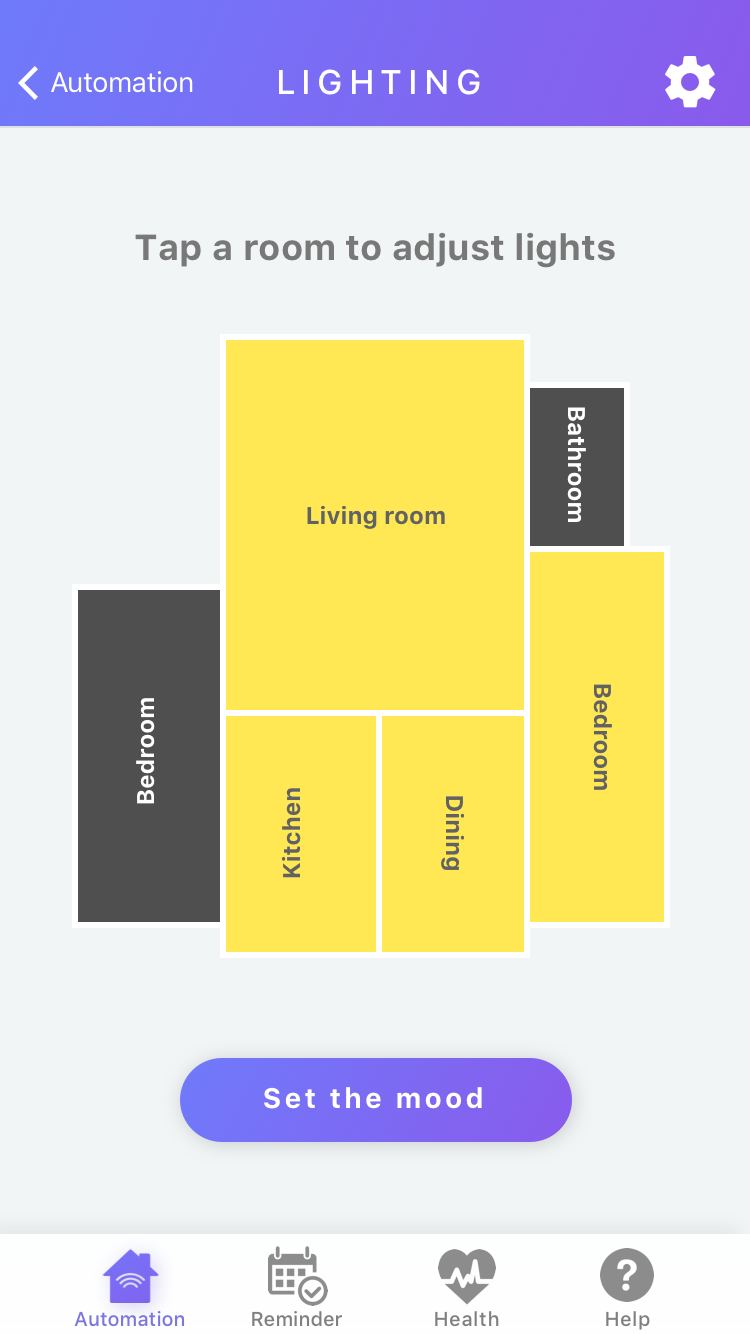 Automation
LIGHTING
Tap a room to adjust lights
Living room
Bathroom
Bedroom
Bedroom
Kitchen
Dining
Set the mood
Automation
Reminder
Health
Help